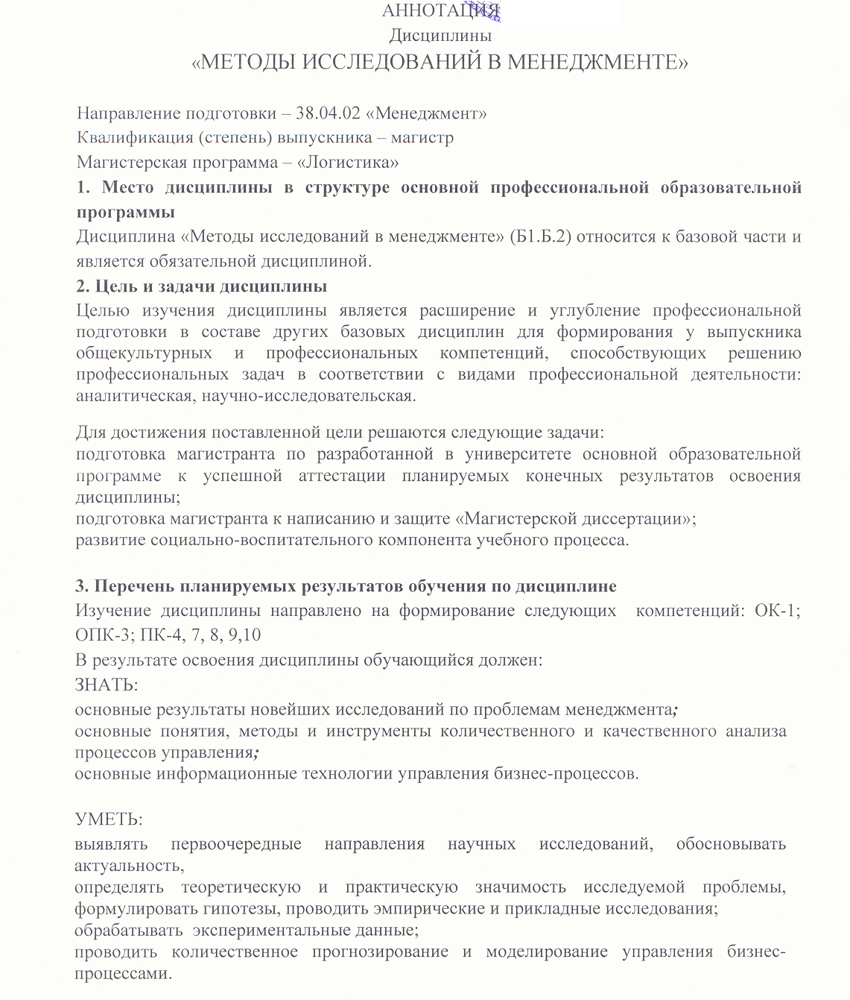 АННОТАЦИЯ
Дисциплины
«МЕТОДЫ ИССЛЕДОВАНИЙ В МЕНЕДЖМЕНТЕ»
Направление подготовки – 38.04.02 «Менеджмент»
Квалификация (степень) выпускника – магистр
Магистерская программа – «Логистика»
1. Место дисциплины в структуре основной профессиональной образовательной
программы
Дисциплина «Методы исследований в менеджменте» (Б1.Б.2) относится к базовой части и
является обязательной дисциплиной.
2. Цель и задачи дисциплины
Целью изучения дисциплины является расширение и углубление профессиональной
подготовки в составе других базовых дисциплин для формирования у выпускника
общекультурных и профессиональных компетенций, способствующих решению
профессиональных задач в соответствии с видами профессиональной деятельности:
аналитическая, научно-исследовательская.
Для достижения поставленной цели решаются следующие задачи:
подготовка магистранта по разработанной в университете основной образовательной
программе к успешной аттестации планируемых конечных результатов освоения
дисциплины;
подготовка магистранта к написанию и защите «Магистерской диссертации»;
развитие социально-воспитательного компонента учебного процесса.
3. Перечень планируемых результатов обучения по дисциплине
Изучение дисциплины направлено на формирование следующих компетенций: ОК-1;
ОПК-3; ПК-4, 7, 8, 9,10
В результате освоения дисциплины обучающийся должен:
ЗНАТЬ:
основные результаты новейших исследований по проблемам менеджмента;
основные понятия, методы и инструменты количественного и качественного анализа
процессов управления;
основные информационные технологии управления бизнес-процессов.
УМЕТЬ:
выявлять первоочередные направления научных исследований, обосновывать
актуальность,
определять теоретическую и практическую значимость исследуемой проблемы,
формулировать гипотезы, проводить эмпирические и прикладные исследования;
обрабатывать экспериментальные данные;
проводить количественное прогнозирование и моделирование управления бизнес-
процессами.